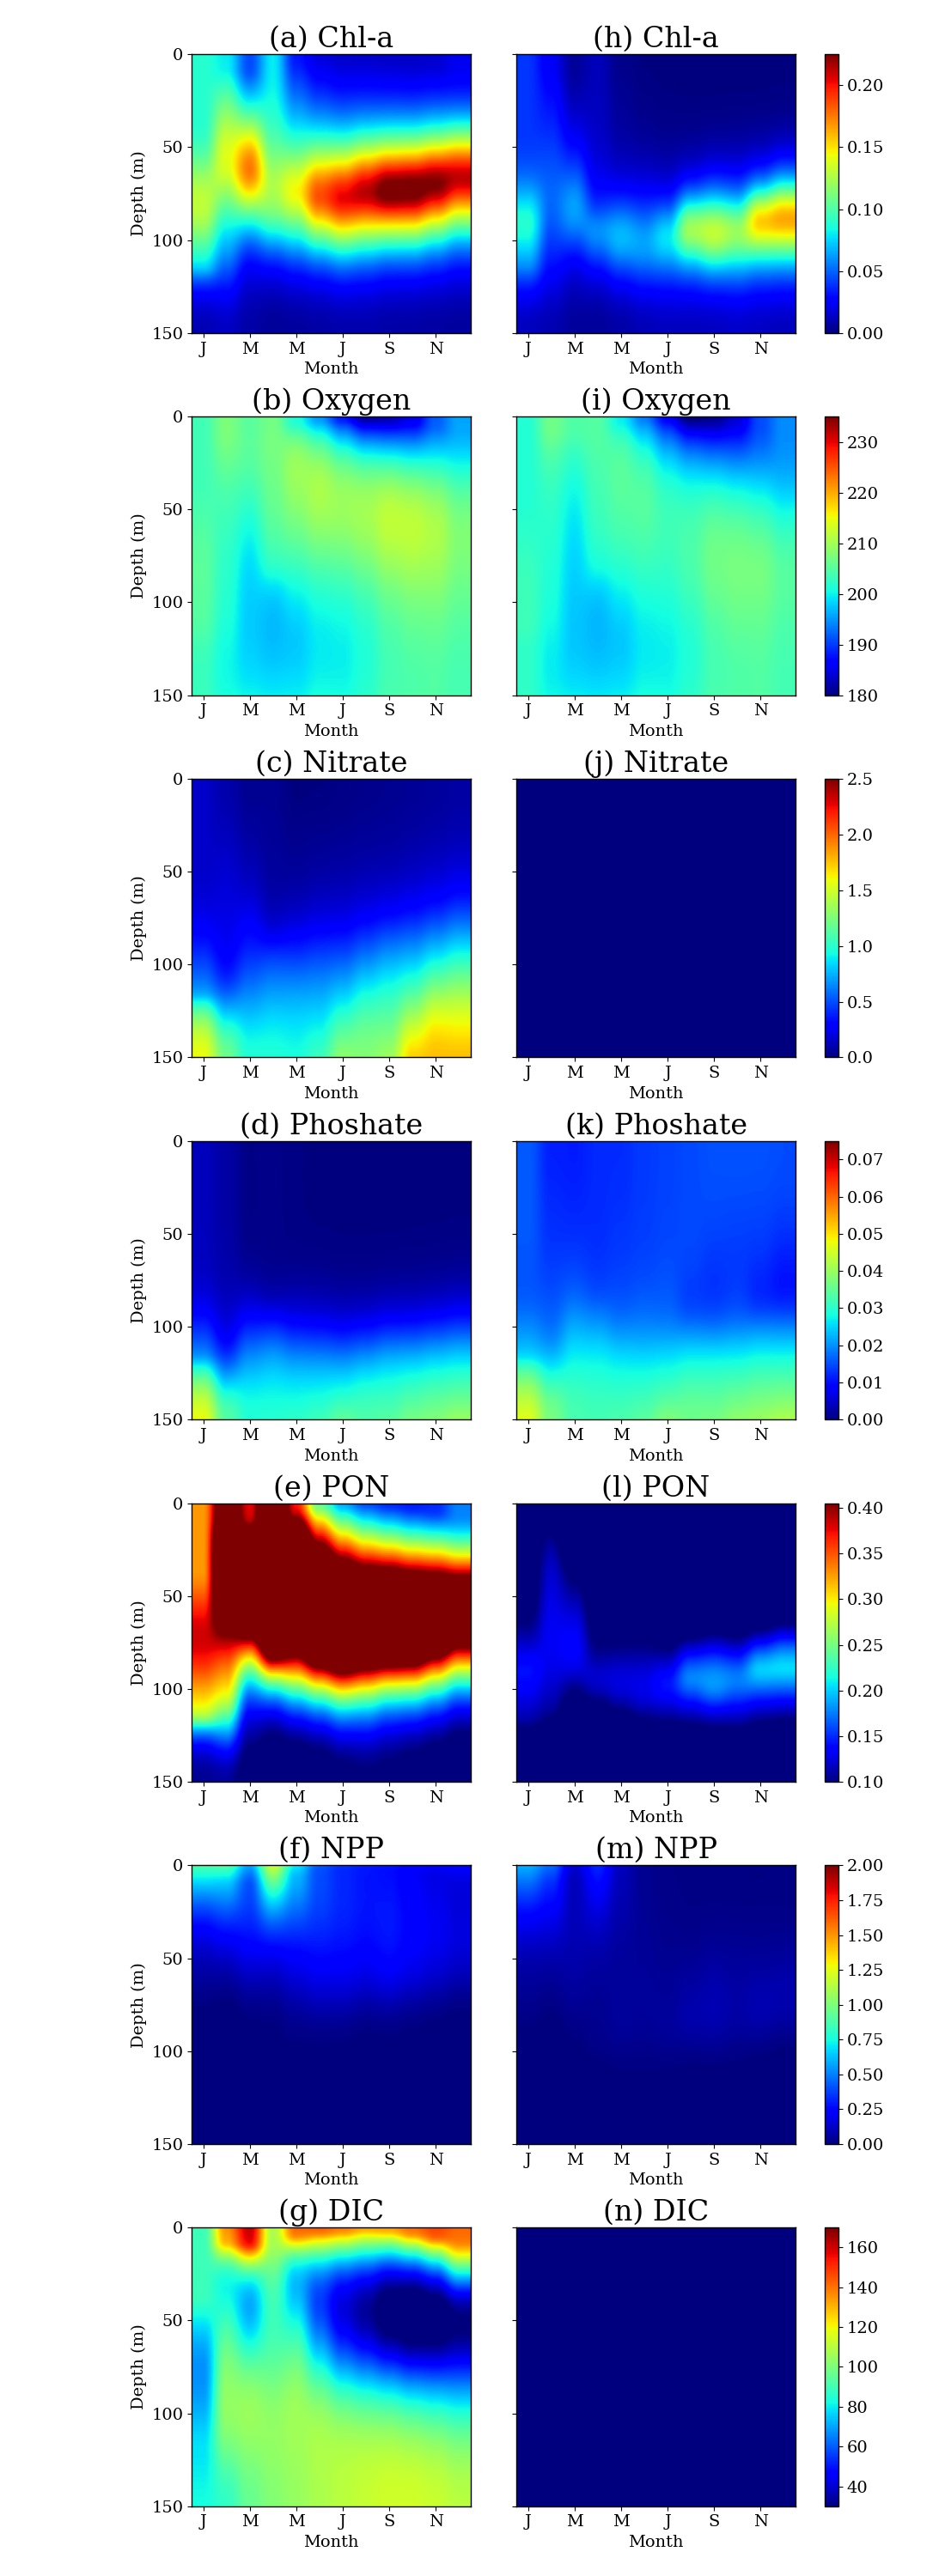 (a) Chl-a (h) Chl-a
0
50
100
150
Depth (m)
J M M J S N
Month
J M M J S N
Month
0.20
0.15
0.10
0.05
0.00
(b) Oxygen (i) Oxygen
0
50
100
150
Depth (m)
J M M J S N
Month
J M M J S N
Month
230
220
210
200
190
180
(c) Nitrate (j) Nitrate
0
50
100
150
Depth (m)
J M M J S N
Month
J M M J S N
Month
2.5
2.0
1.5
1.0
0.5
0.0
(d) Phoshate (k) Phoshate
0
50
100
150
Depth (m)
J M M J S N
Month
J M M J S N
Month
0.07
0.06
0.05
0.04
0.03
0.02
0.01
0.00
(e) PON (l) PON
0
50
100
150
Depth (m)
J M M J S N
Month
J M M J S N
Month
0.40
0.35
0.30
0.25
0.20
0.15
0.10
(f) NPP (m) NPP
0
50
100
150
Depth (m)
J M M J S N
Month
J M M J S N
Month
2.00
1.75
1.50
1.25
1.00
0.75
0.50
0.25
0.00
(g) DIC (n) DIC
0
50
100
150
Depth (m)
J M M J S N
Month
J M M J S N
Month
160
140
120
100
80
60
40